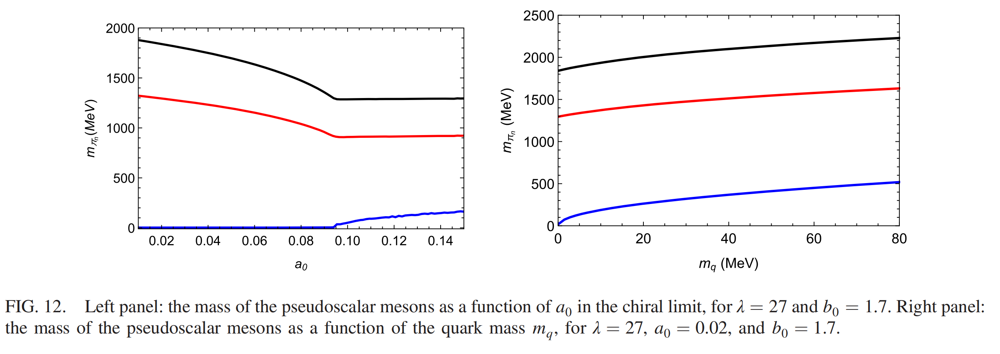 2000
1500
1000
500
0
m_πn (MeV)
0.02 0.04 0.06 0.08 0.10 0.12 0.14
a_0
2500
2000
1500
1000
500
0
m_πn (MeV)
0 20 40 60 80
m_q (MeV)
FIG. 12. Left panel: the mass of the pseudoscalar mesons as a function of a_0 in the chiral limit, for λ = 27 and b_0 = 1.7. Right panel:
the mass of the pseudoscalar mesons as a function of the quark mass m_q, for λ = 27, a_0 = 0.02, and b_0 = 1.7.